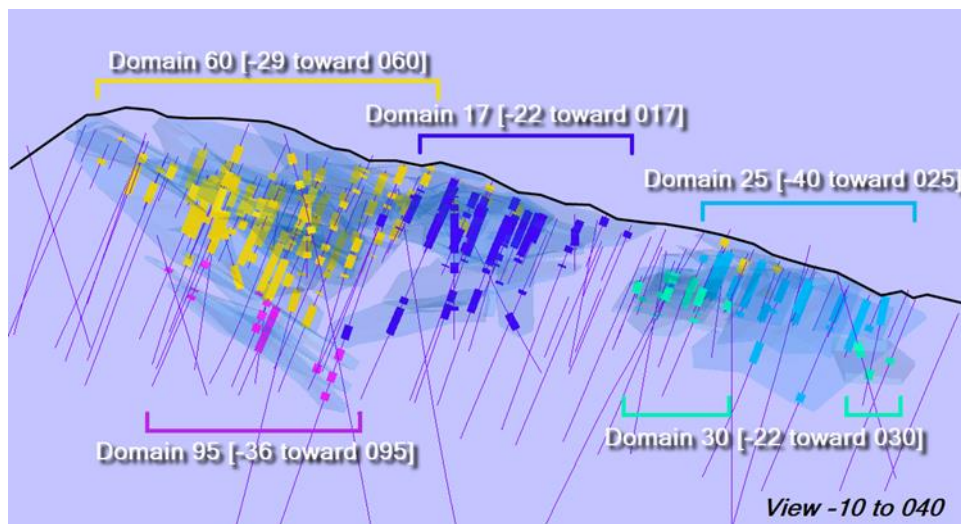 Domain 60 [-29 toward 060]
Domain 17 [-22 toward 017]
Domain 25 [-40 toward 025]
Domain 95 [-36 toward 095]
Domain 30 [-22 toward 030]
View -10 to 040